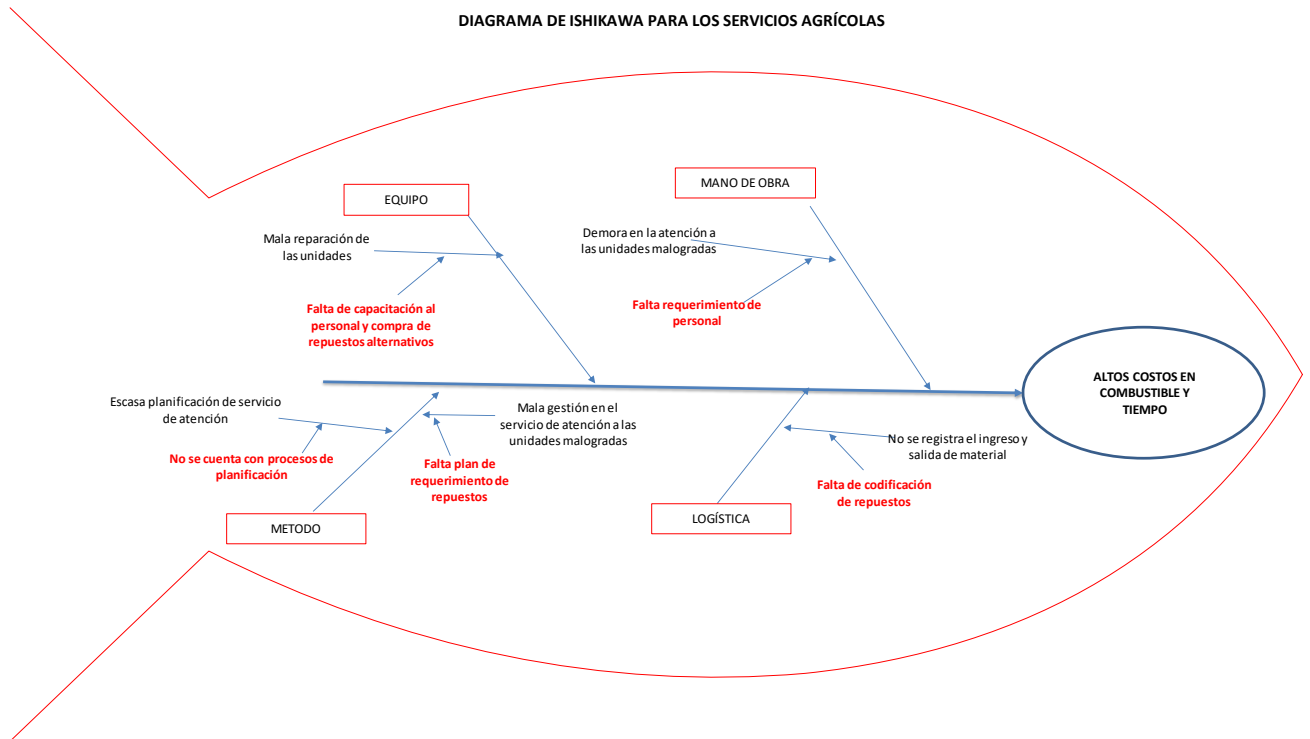 DIAGRAMA DE ISHIKAWA PARA LOS SERVICIOS AGRÍCOLAS
MANO DE OBRA
EQUIPO
Demora en la atención a
las unidades malogradas
Mala reparación de
las unidades
Falta requerimiento de
personal
Falta de capacitación al
personal y compra de
repuestos alternativos
ALTOS COSTOS EN
COMBUSTIBLE Y
TIEMPO
Escasa planificación de servicio
de atención
Mala gestión en el
servicio de atención a las
unidades malogradas
No se registra el ingreso y
salida de material
No se cuenta con procesos de
planificación
Falta plan de
requerimiento de
repuestos
Falta de codificación
de repuestos
METODO
LOGÍSTICA